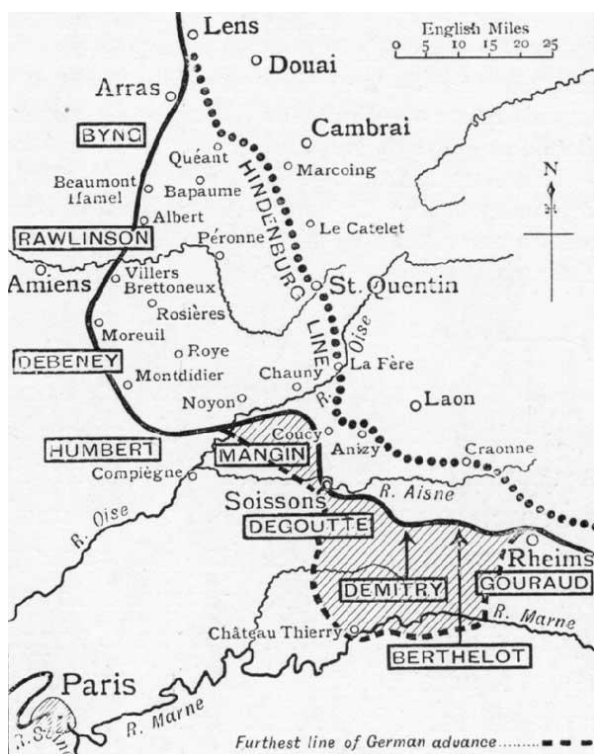 English Miles
0 5 10 15 20 25
Lens
Douai
Arras
BYNG
Cambrai
Quéant
Marcoing
N
Beaumont
Hamel
Bapaume
HINDENBURG LINE
Albert
Le Catelet
RAWLINSON
Péronne
Amiens
Villers
Brettoneux
St. Quentin
Rosières
Moreuil
R. Oise
DEBENEY
Roye
La Fère
Montdidier
Chauny
Noyon
Laon
HUMBERT
Coucy
Anizy
Craonne
MANGIN
Compiègne
Soissons
R. Aisne
R. Oise
DEGOUTTE
Rheims
DEMITRY
GOURAUD
R. Marne
Château Thierry
BERTHELOT
Paris
R. Marne
Furthest line of German advance